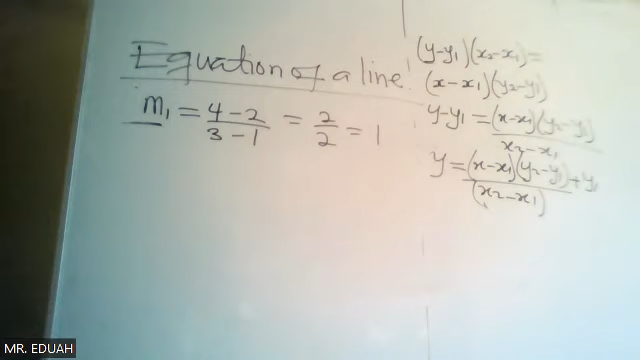 Equation of a line!
m₁ = 4-2/3-1 = 2/2 = 1
(y-y₁)(x₂-x₁)=
(x-x₁)(y₂-y₁)
y-y₁ = (x-x₁)(y₂-y₁)/x₂-x₁
y = (x-x₁)(y₂-y₁)/(x₂-x₁) + y₁
MR. EDUAH